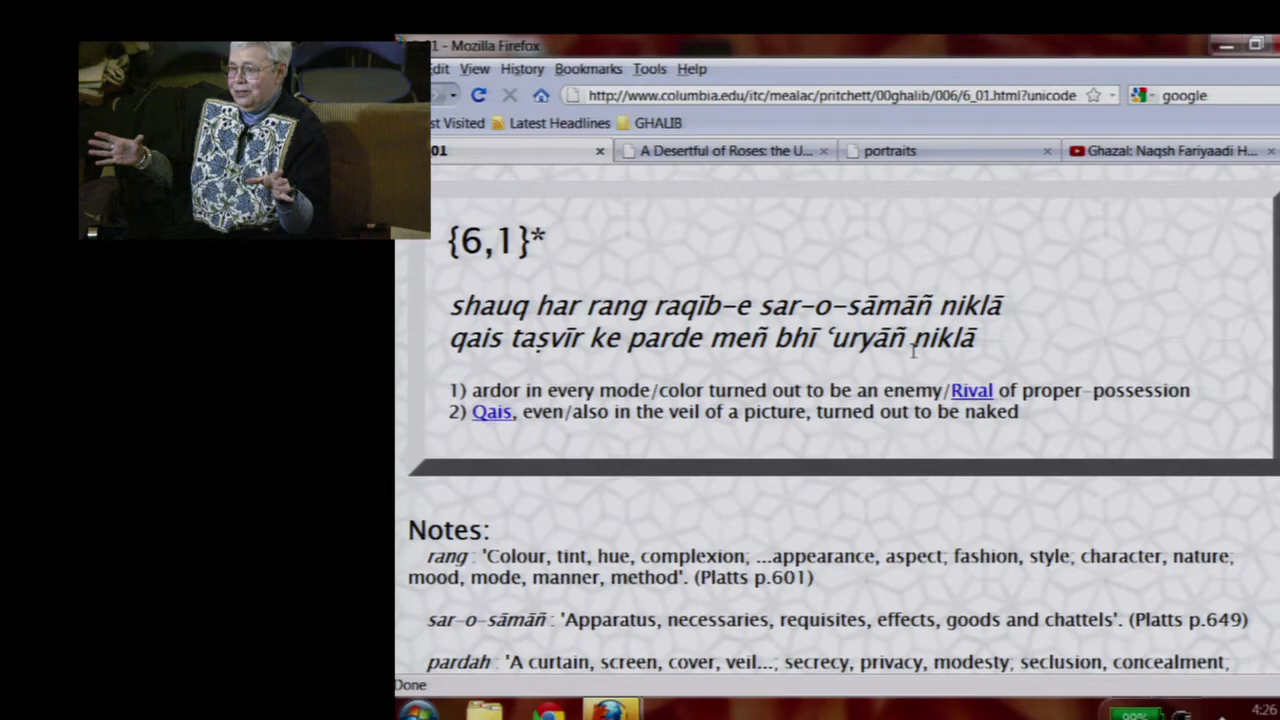 01 - Mozilla Firefox
Edit View History Bookmarks Tools Help
http://www.columbia.edu/itc/mealac/pritchett/00ghalib/006/6_01.html?unicode google
st Visited Latest Headlines GHALIB
01 A Desertful of Roses: the U... portraits Ghazal: Naqsh Fariyaadi H...
{6,1}*
shauq har rang raqīb-e sar-o-sāmāñ niklā
qais taṣvīr ke parde meñ bhī ʿuryāñ niklā
1) ardor in every mode/color turned out to be an enemy/Rival of proper-possession
2) Qais, even/also in the veil of a picture, turned out to be naked
Notes:
rang : 'Colour, tint, hue, complexion; ...appearance, aspect; fashion, style; character, nature;
mood, mode, manner, method'. (Platts p.601)
sar-o-sāmāñ : 'Apparatus, necessaries, requisites, effects, goods and chattels'. (Platts p.649)
pardah : 'A curtain, screen, cover, veil...; secrecy, privacy, modesty; seclusion, concealment;
Done
99% 4:26